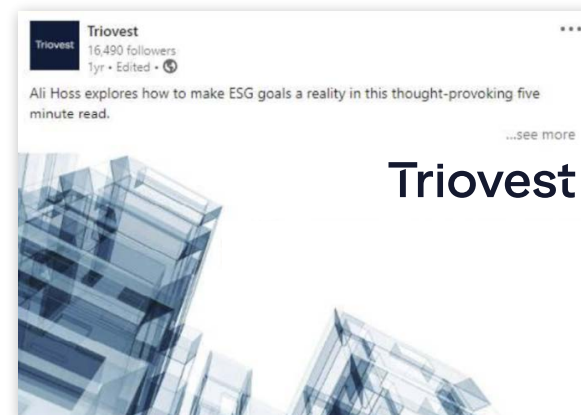 Triovest
Triovest
16,490 followers
1yr • Edited •
Ali Hoss explores how to make ESG goals a reality in this thought-provoking five
minute read.
...see more
Triovest